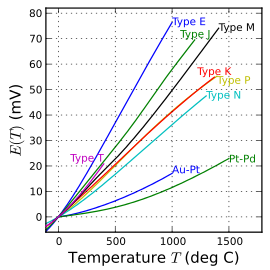 80
70
60
50
40
30
20
10
0
E(T) (mV)
Type E
Type J
Type M
Type K
Type P
Type N
Type T
Pt-Pd
Au-Pt
0 500 1000 1500
Temperature T (deg C)